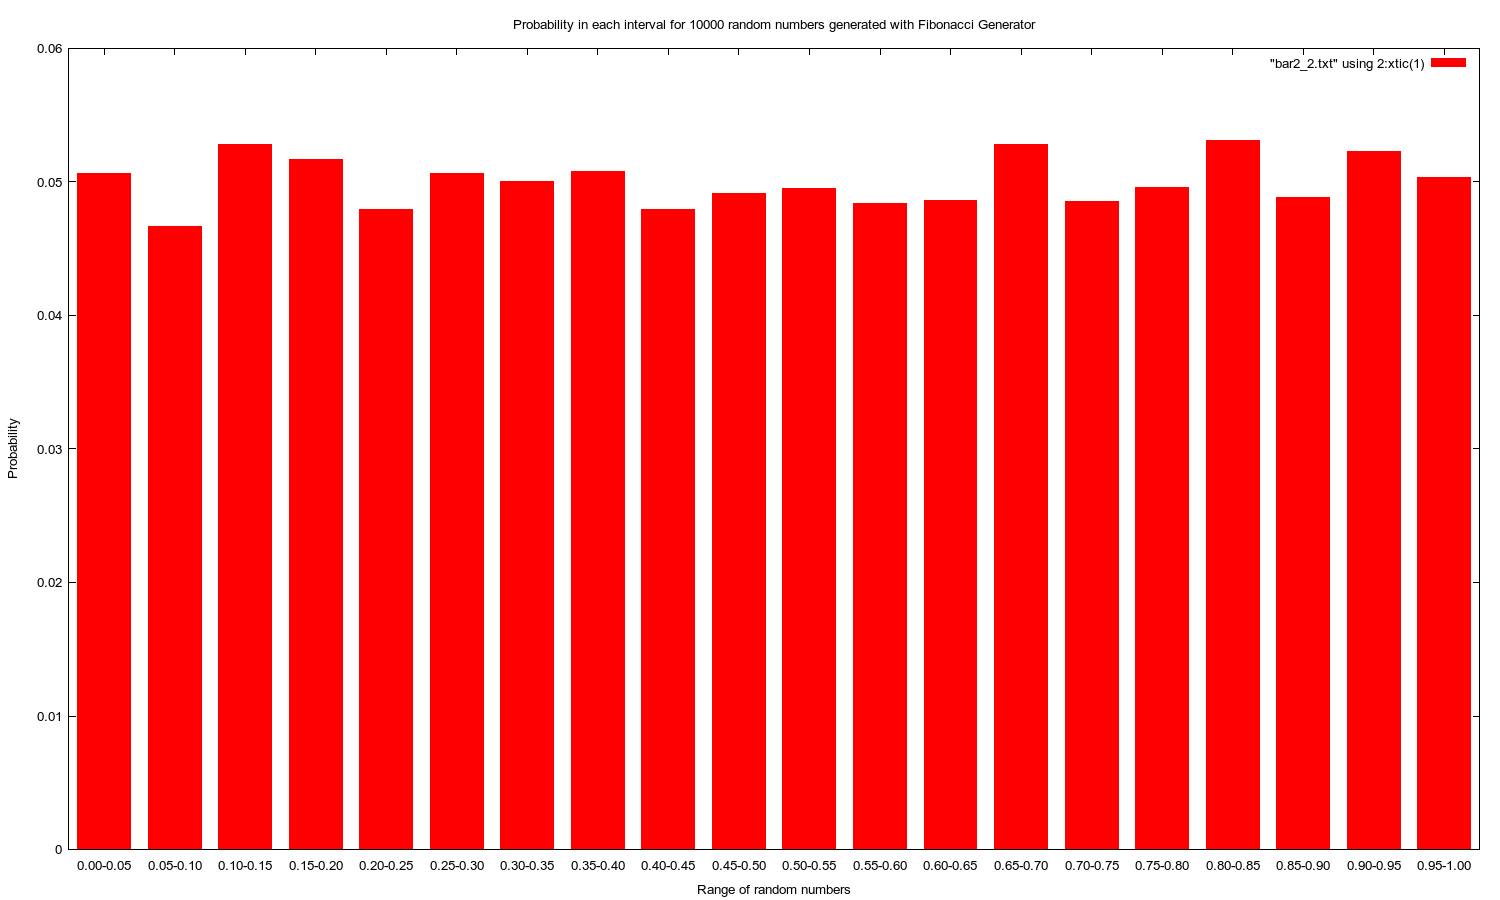 Probability in each interval for 10000 random numbers generated with Fibonacci Generator
"bar2_2.txt" using 2:xtic(1)
0.06
0.05
0.04
0.03
0.02
0.01
0
Probability
0.00-0.05 0.05-0.10 0.10-0.15 0.15-0.20 0.20-0.25 0.25-0.30 0.30-0.35 0.35-0.40 0.40-0.45 0.45-0.50 0.50-0.55 0.55-0.60 0.60-0.65 0.65-0.70 0.70-0.75 0.75-0.80 0.80-0.85 0.85-0.90 0.90-0.95 0.95-1.00
Range of random numbers